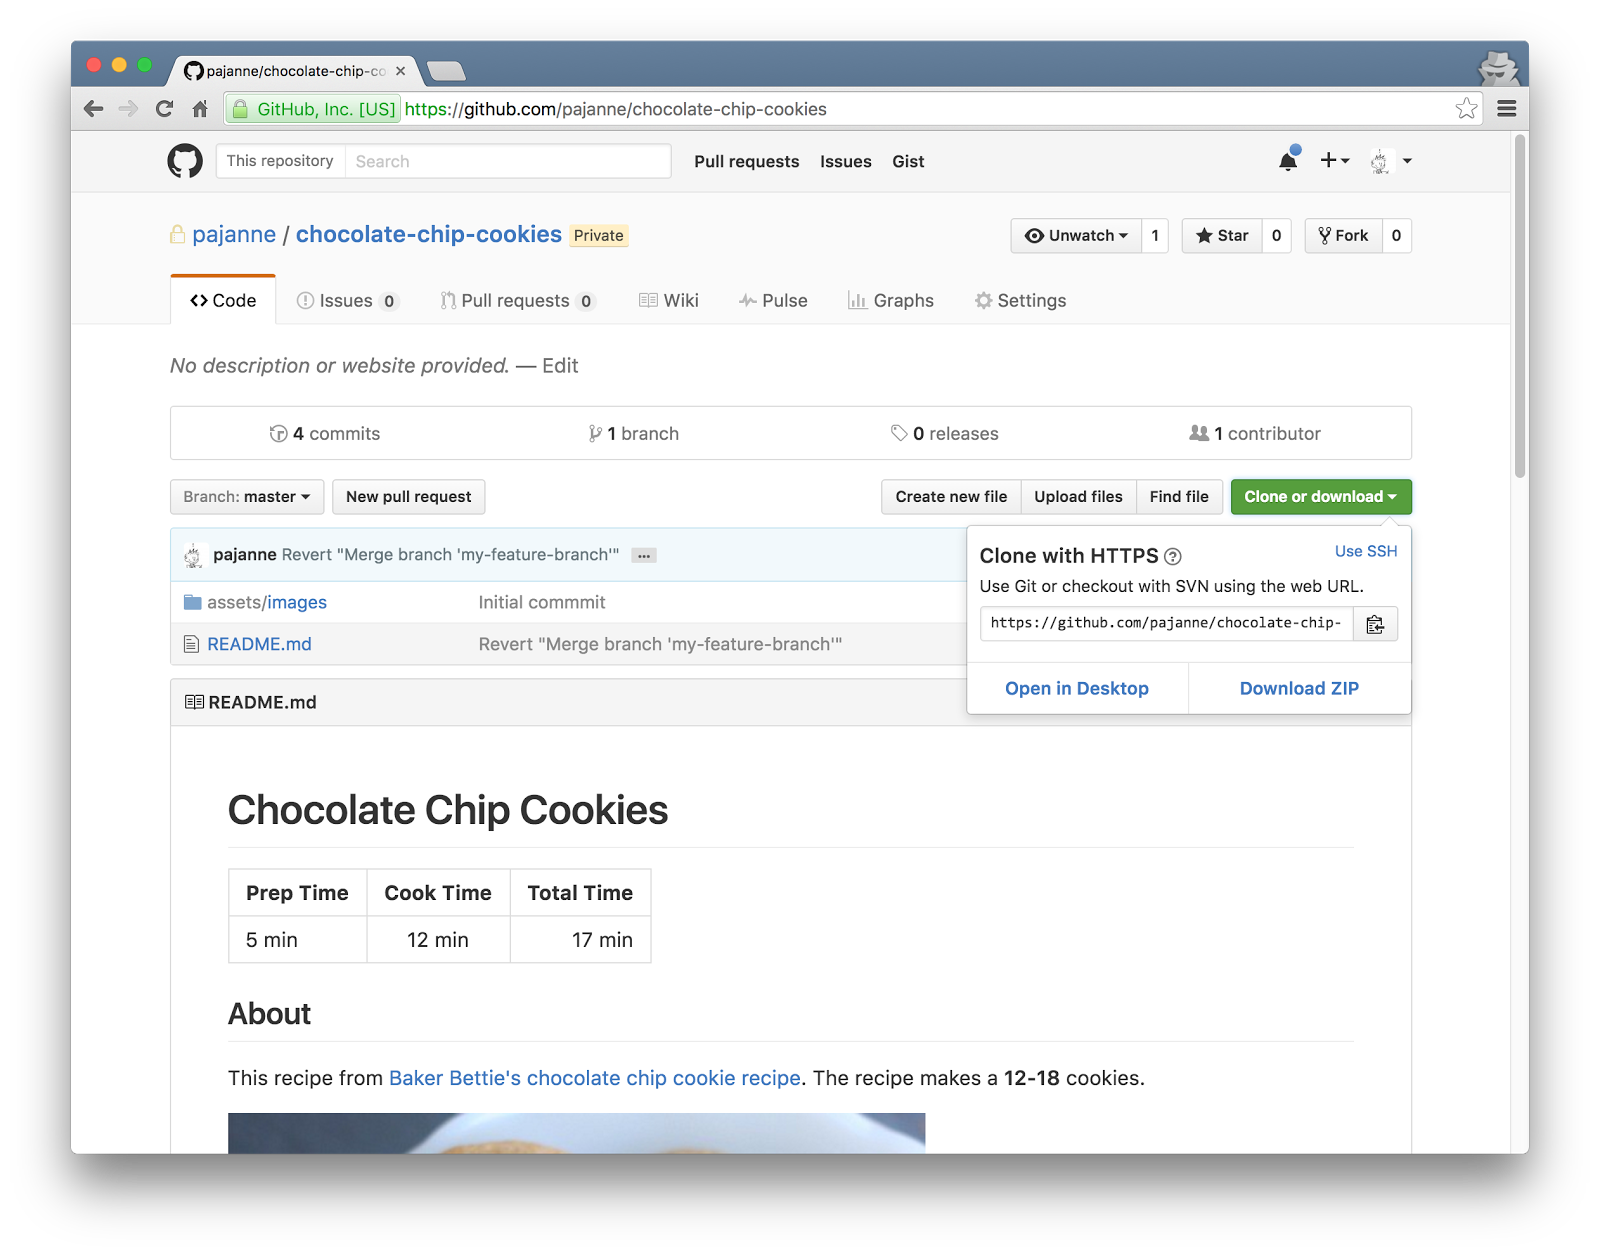 pajanne/chocolate-chip-co
GitHub, Inc. [US] https://github.com/pajanne/chocolate-chip-cookies
This repository Search Pull requests Issues Gist
pajanne / chocolate-chip-cookies Private Unwatch 1 Star 0 Fork 0
Code Issues 0 Pull requests 0 Wiki Pulse Graphs Settings
No description or website provided. — Edit
4 commits 1 branch 0 releases 1 contributor
Branch: master New pull request Create new file Upload files Find file Clone or download
pajanne Revert "Merge branch 'my-feature-branch'" …
assets/images Initial commmit
README.md Revert "Merge branch 'my-feature-branch'"
Clone with HTTPS Use SSH
Use Git or checkout with SVN using the web URL.
https://github.com/pajanne/chocolate-chip-
Open in Desktop Download ZIP
README.md
Chocolate Chip Cookies
Prep Time Cook Time Total Time
5 min 12 min 17 min
About
This recipe from Baker Bettie's chocolate chip cookie recipe. The recipe makes a 12-18 cookies.